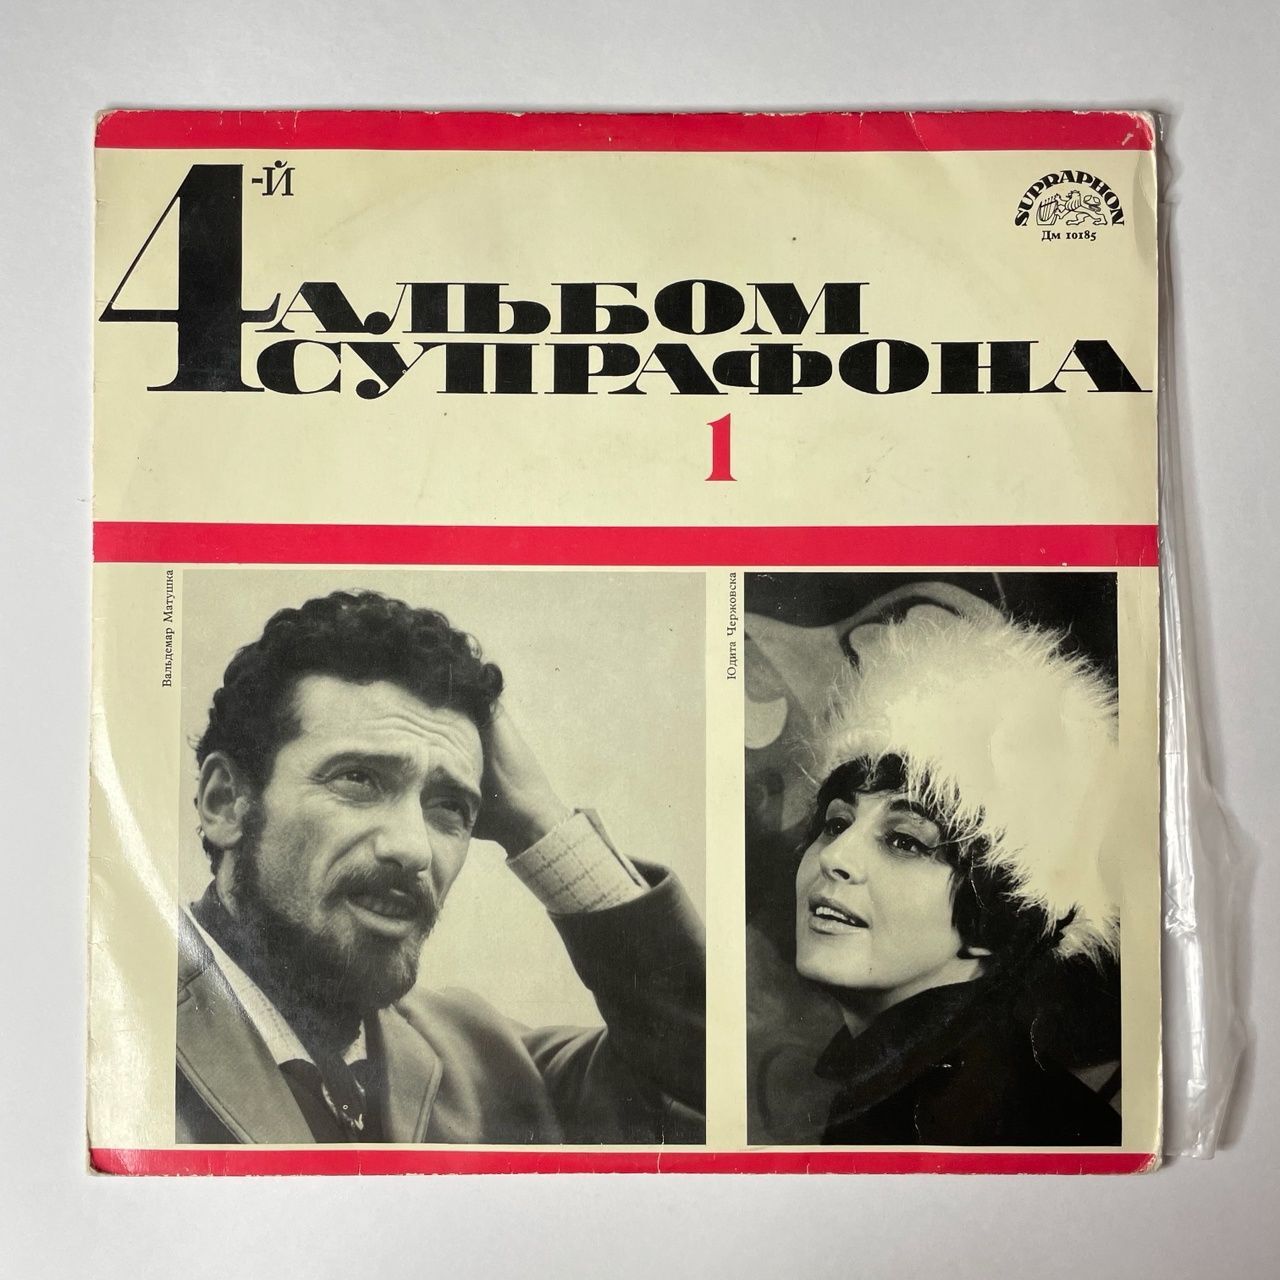 4-й
АЛЬБОМ
СУПРАФОНА
1
SUPRAPHON
Дм 10185
Вальдемар Матушка
Юдита Чержовска